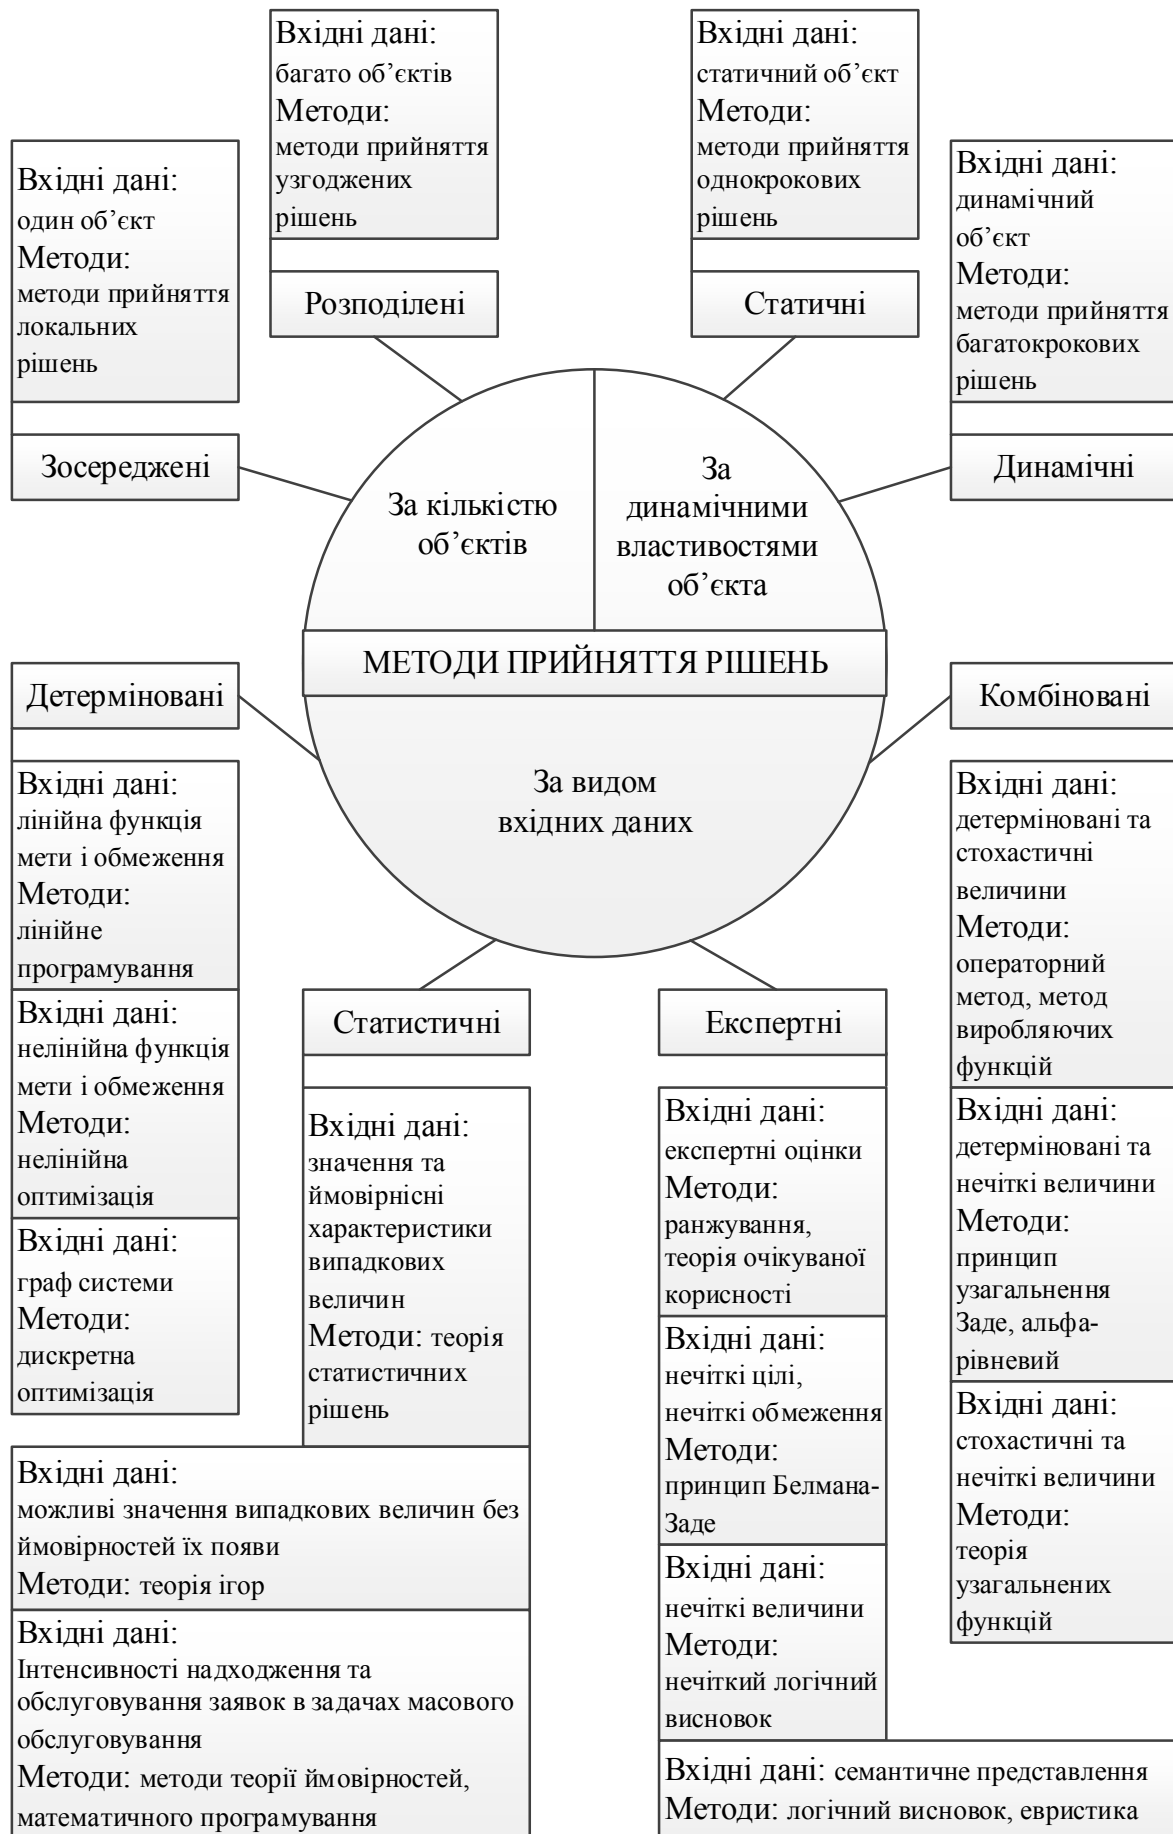 Вхідні дані:
багато об’єктів
Методи:
методи прийняття
узгоджених
рішень
Вхідні дані:
статичний об’єкт
Методи:
методи прийняття
однокрокових
рішень
Вхідні дані:
один об’єкт
Методи:
методи прийняття
локальних
рішень
Вхідні дані:
динамічний
об’єкт
Методи:
методи прийняття
багатокрокових
рішень
Розподілені
Статичні
Зосереджені
Динамічні
За кількістю
об’єктів
За
динамічними
властивостями
об’єкта
МЕТОДИ ПРИЙНЯТТЯ РІШЕНЬ
За видом
вхідних даних
Детерміновані
Вхідні дані:
лінійна функція
мети і обмеження
Методи:
лінійне
програмування
Вхідні дані:
нелінійна функція
мети і обмеження
Методи:
нелінійна
оптимізація
Вхідні дані:
граф системи
Методи:
дискретна
оптимізація
Статистичні
Вхідні дані:
значення та
ймовірнісні
характеристики
випадкових
величин
Методи: теорія
статистичних
рішень
Вхідні дані:
можливі значення випадкових величин без
ймовірностей їх появи
Методи: теорія ігор
Вхідні дані:
Інтенсивності надходження та
обслуговування заявок в задачах масового
обслуговування
Методи: методи теорії ймовірностей,
математичного програмування
Експертні
Вхідні дані:
експертні оцінки
Методи:
ранжування,
теорія очікуваної
корисності
Вхідні дані:
нечіткі цілі,
нечіткі обмеження
Методи:
принцип Белмана-
Заде
Вхідні дані:
нечіткі величини
Методи:
нечіткий логічний
висновок
Вхідні дані: семантичне представлення
Методи: логічний висновок, евристика
Комбіновані
Вхідні дані:
детерміновані та
стохастичні
величини
Методи:
операторний
метод, метод
виробляючих
функцій
Вхідні дані:
детерміновані та
нечіткі величини
Методи:
принцип
узагальнення
Заде, альфа-
рівневий
Вхідні дані:
стохастичні та
нечіткі величини
Методи:
теорія
узагальнених
функцій